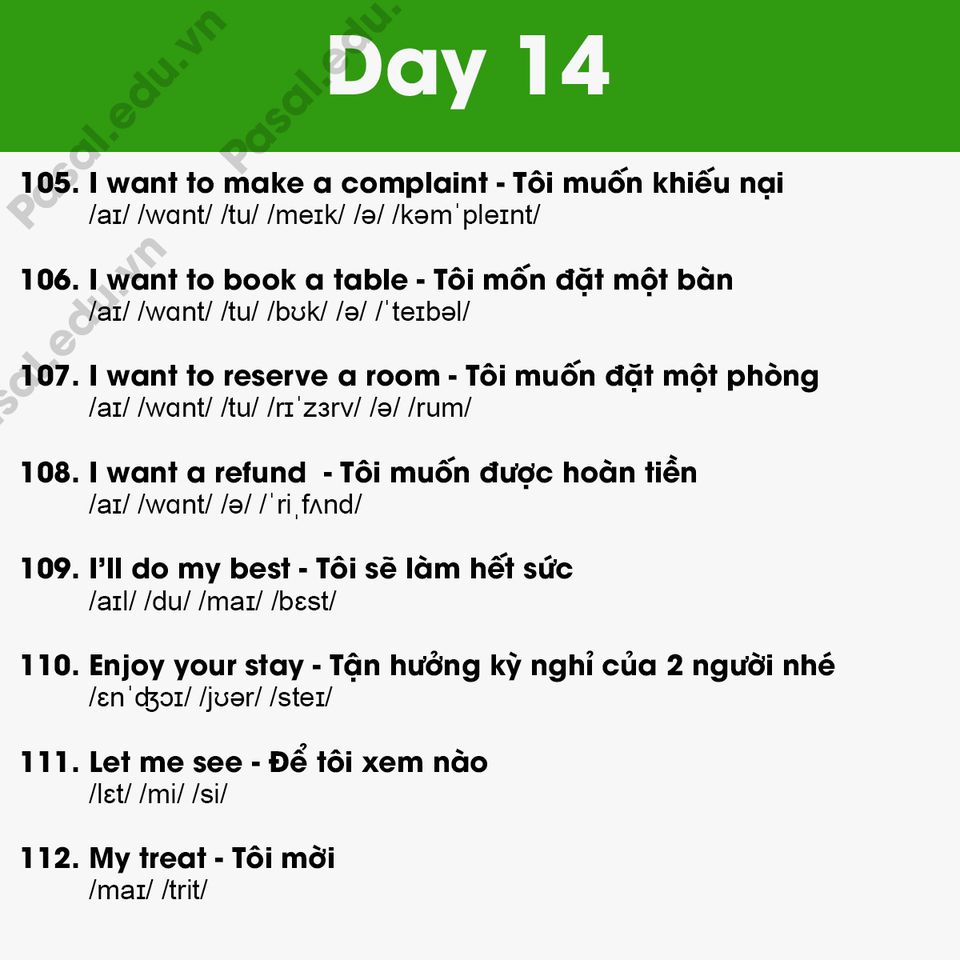 Day 14
Pasal.edu.vn
Pasal.edu.
105. I want to make a complaint - Tôi muốn khiếu nại
/aɪ/ /wɑnt/ /tu/ /meɪk/ /ə/ /kəmˈpleɪnt/
106. I want to book a table - Tôi mốn đặt một bàn
/aɪ/ /wɑnt/ /tu/ /bʊk/ /ə/ /ˈteɪbəl/
asal.edu.vn
107. I want to reserve a room - Tôi muốn đặt một phòng
/aɪ/ /wɑnt/ /tu/ /rɪˈzɜrv/ /ə/ /rum/
108. I want a refund - Tôi muốn được hoàn tiền
/aɪ/ /wɑnt/ /ə/ /ˈriˌfʌnd/
109. I’ll do my best - Tôi sẽ làm hết sức
/aɪl/ /du/ /maɪ/ /bɛst/
110. Enjoy your stay - Tận hưởng kỳ nghỉ của 2 người nhé
/ɛnˈʤɔɪ/ /jʊər/ /steɪ/
111. Let me see - Để tôi xem nào
/lɛt/ /mi/ /si/
112. My treat - Tôi mời
/maɪ/ /trit/